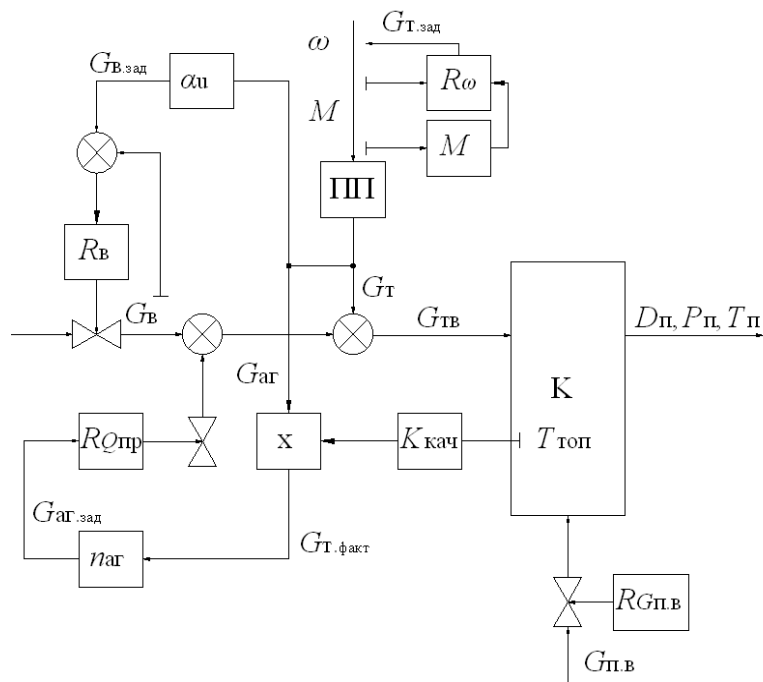 Gт.зад
ω
Gв.зад
αu
Rω
M
M
ПП
Rв
Gв
Gт
Gтв
Dп, Pп, Tп
Gаг
К
RQпр
х
Kкач
Tтоп
Gаг.зад
nаг
Gт.факт
RGп.в
Gп.в